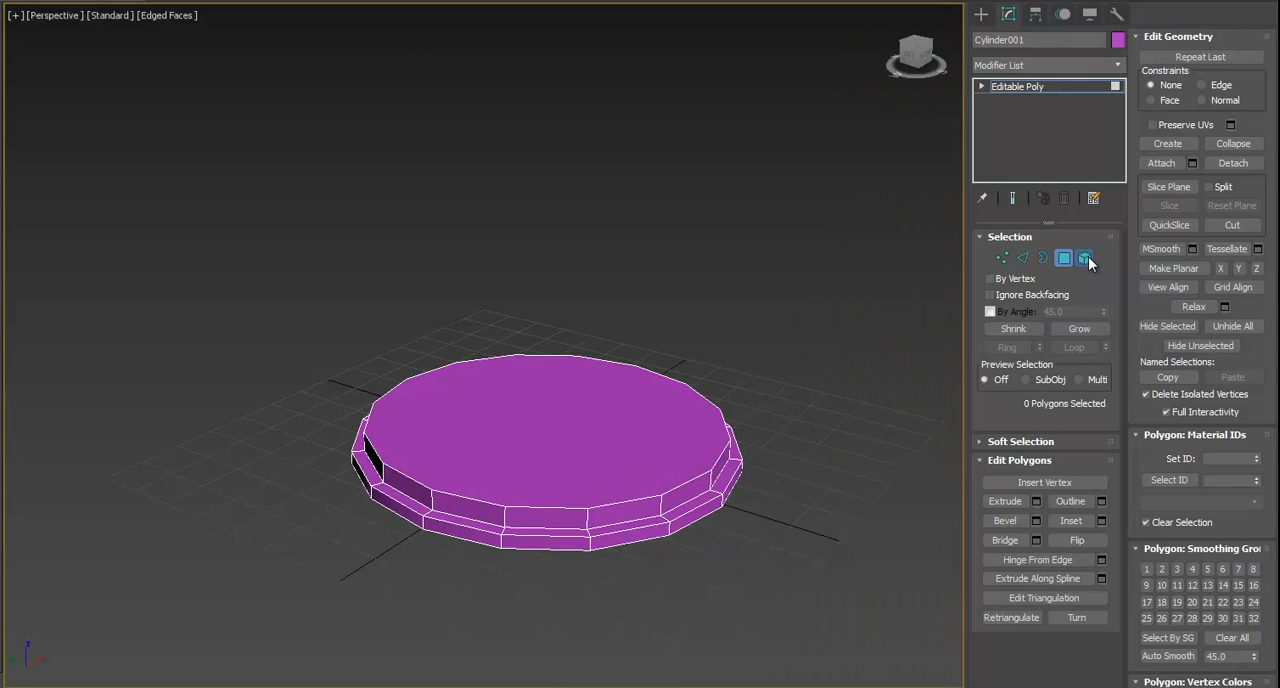 [+] [Perspective] [Standard] [Edged Faces]
Cylinder001
Modifier List
Editable Poly
Selection
By Vertex
Ignore Backfacing
By Angle: 45.0
Shrink Grow
Ring Loop
Preview Selection
Off SubObj Multi
0 Polygons Selected
Soft Selection
Edit Polygons
Insert Vertex
Extrude Outline
Bevel Inset
Bridge Flip
Hinge From Edge
Extrude Along Spline
Edit Triangulation
Retriangulate Turn
Edit Geometry
Repeat Last
Constraints
None Edge
Face Normal
Preserve UVs
Create Collapse
Attach Detach
Slice Plane Split
Slice Reset Plane
QuickSlice Cut
MSmooth Tessellate
Make Planar X Y Z
View Align Grid Align
Relax
Hide Selected Unhide All
Hide Unselected
Named Selections:
Copy Paste
Delete Isolated Vertices
Full Interactivity
Polygon: Material IDs
Set ID:
Select ID
Clear Selection
Polygon: Smoothing Gro
1 2 3 4 5 6 7 8
9 10 11 12 13 14 15 16
17 18 19 20 21 22 23 24
25 26 27 28 29 30 31 32
Select By SG Clear All
Auto Smooth 45.0
Polygon: Vertex Colors